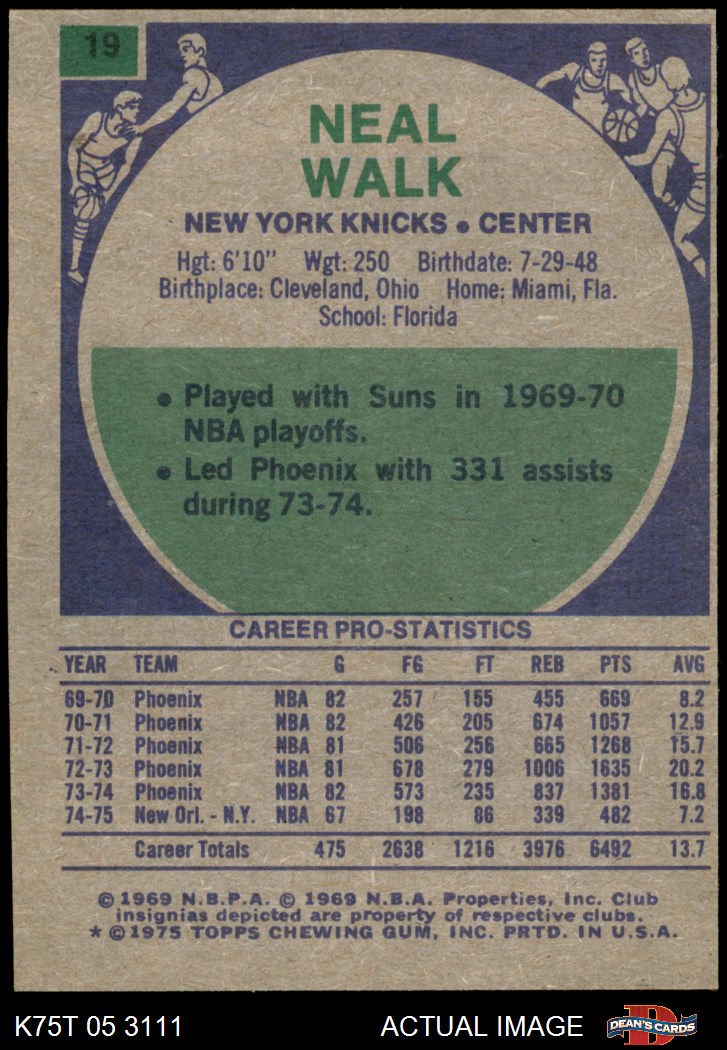 19
NEAL
WALK
NEW YORK KNICKS • CENTER
Hgt: 6'10" Wgt: 250 Birthdate: 7-29-48
Birthplace: Cleveland, Ohio Home: Miami, Fla.
School: Florida
• Played with Suns in 1969-70
NBA playoffs.
• Led Phoenix with 331 assists
during 73-74.
CAREER PRO-STATISTICS
YEAR TEAM G FG FT REB PTS AVG
69-70 Phoenix NBA 82 257 155 455 669 8.2
70-71 Phoenix NBA 82 426 205 674 1057 12.9
71-72 Phoenix NBA 81 506 256 665 1268 15.7
72-73 Phoenix NBA 81 678 279 1006 1635 20.2
73-74 Phoenix NBA 82 573 235 837 1381 16.8
74-75 New Orl. - N.Y. NBA 67 198 86 339 482 7.2
Career Totals 475 2638 1216 3976 6492 13.7
© 1969 N.B.P.A. © 1969 N.B.A. Properties, Inc. Club
insignias depicted are property of respective clubs.
* © 1975 TOPPS CHEWING GUM, INC. PRTD. IN U.S.A.
K75T 05 3111 ACTUAL IMAGE D DEAN'S CARDS